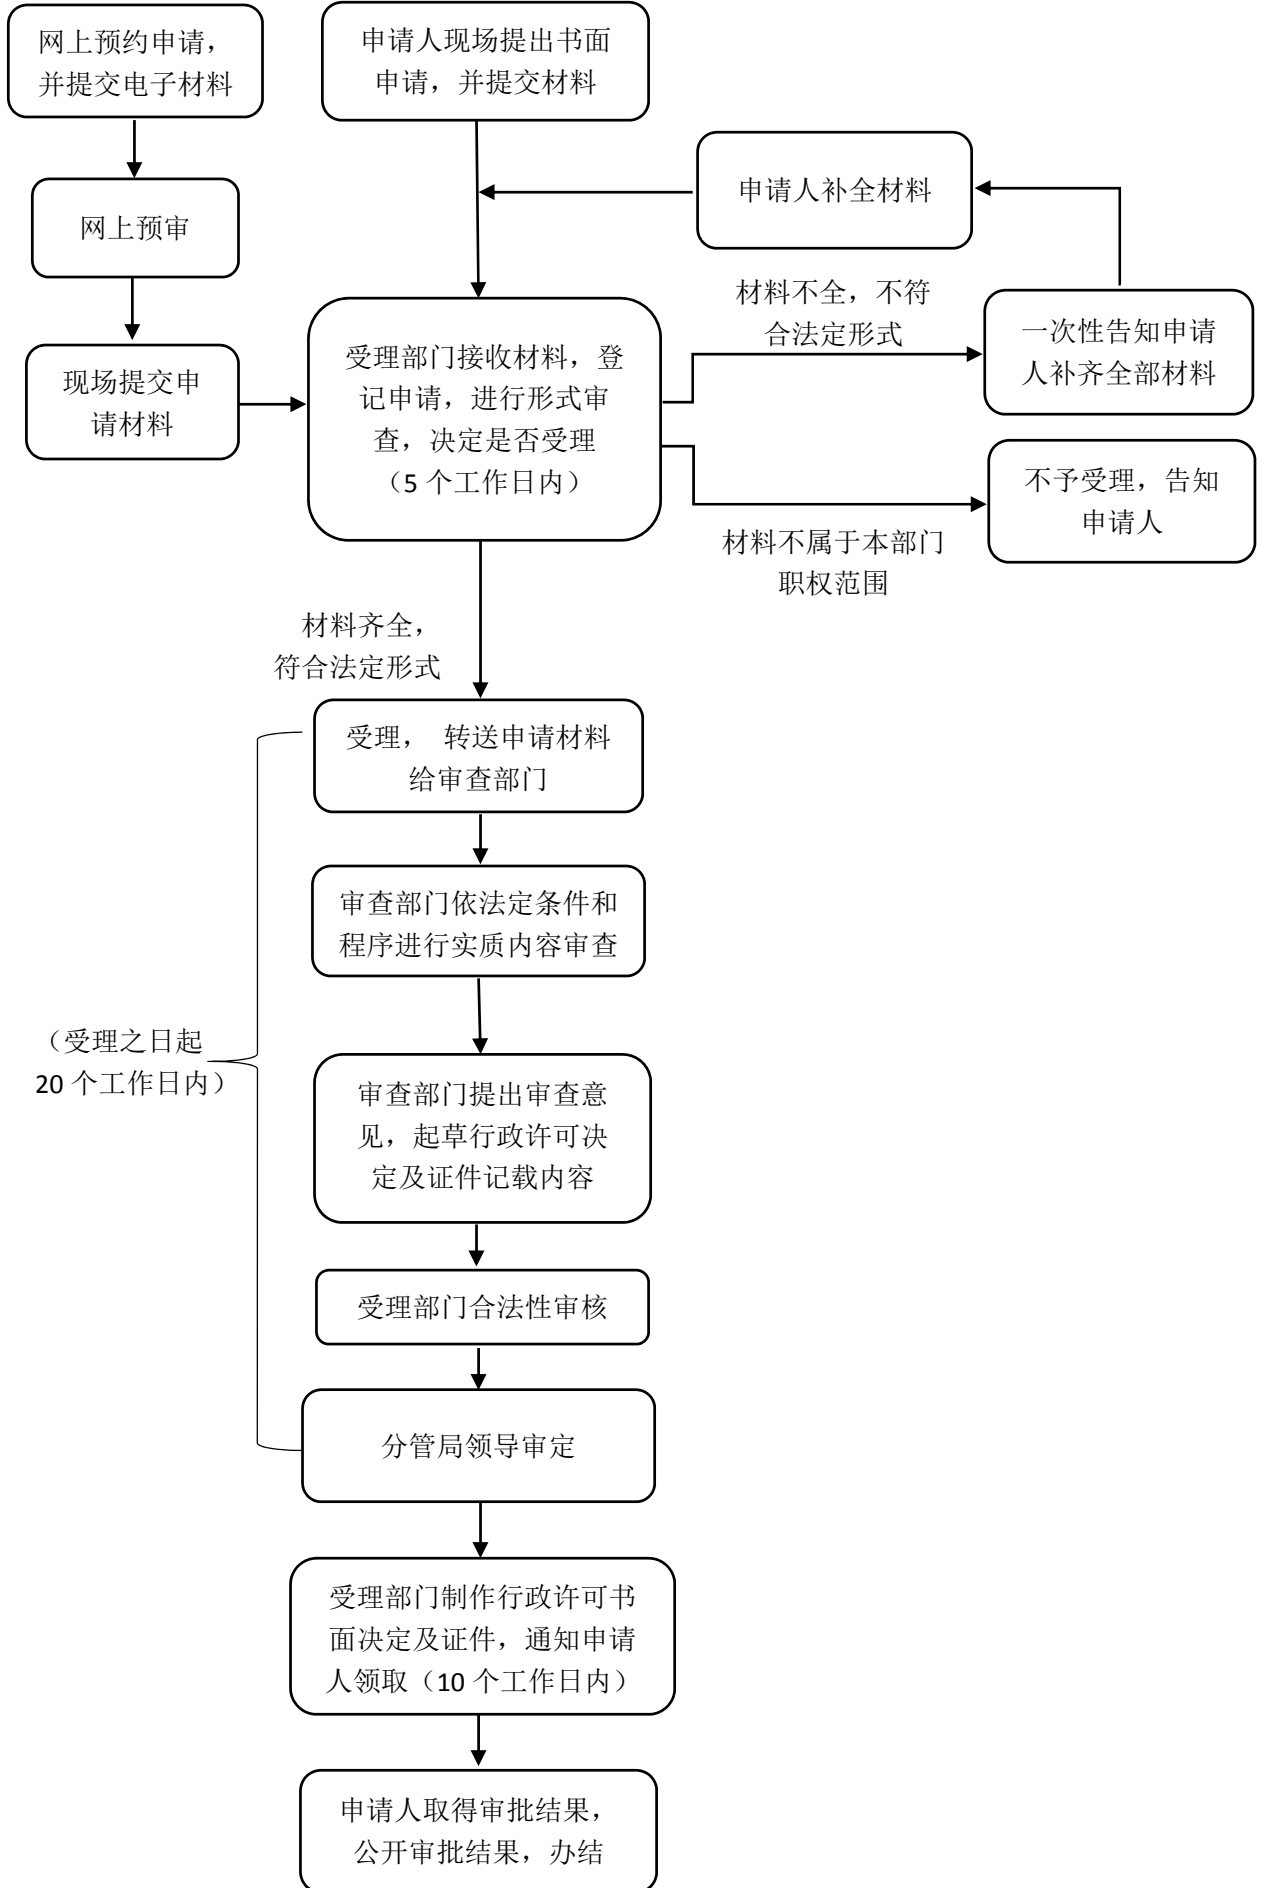 网上预约申请，
并提交电子材料
申请人现场提出书面
申请，并提交材料
网上预审
申请人补全材料
现场提交申
请材料
受理部门接收材料，登
记申请，进行形式审
查，决定是否受理
（5 个工作日内）
材料不全，不符
合法定形式
一次性告知申请
人补齐全部材料
不予受理，告知
申请人
材料不属于本部门
职权范围
材料齐全，
符合法定形式
受理， 转送申请材料
给审查部门
审查部门依法定条件和
程序进行实质内容审查
（受理之日起
20 个工作日内）
审查部门提出审查意
见，起草行政许可决
定及证件记载内容
受理部门合法性审核
分管局领导审定
受理部门制作行政许可书
面决定及证件，通知申请
人领取（10 个工作日内）
申请人取得审批结果，
公开审批结果，办结